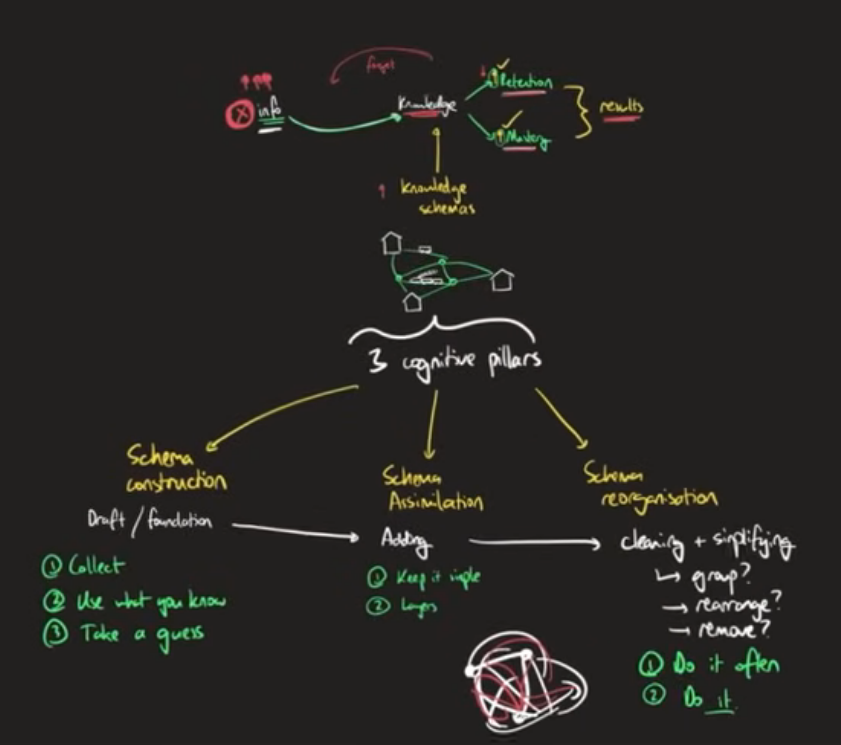 forget
info
Knowledge
Retention
Mastery
results
knowledge
schemas
3 cognitive pillars
Schema
construction
Draft / foundation
① Collect
② Use what you know
③ Take a guess
Schema
Assimilation
Adding
① Keep it simple
② Layers
Schema
reorganisation
cleaning + simplifying
group?
rearrange?
remove?
① Do it often
② Do it.